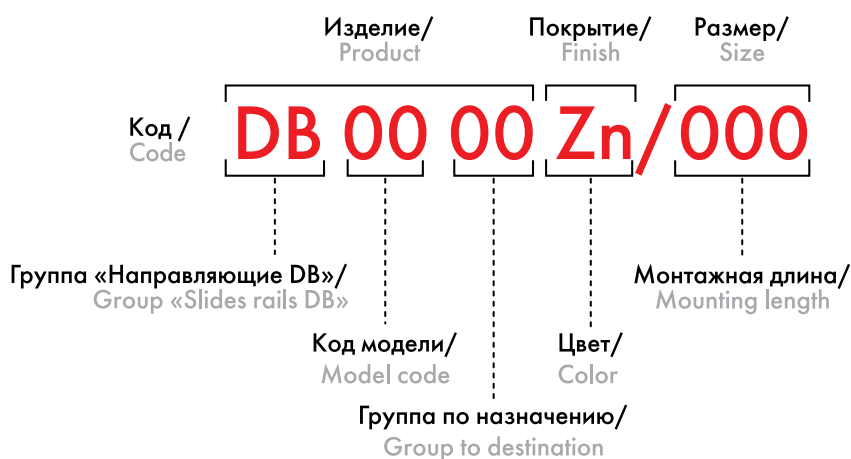 Изделие/
Product
Покрытие/
Finish
Размер/
Size
Код /
Code
DB 00 00 Zn/000
Группа «Направляющие DB»/
Group «Slides rails DB»
Монтажная длина/
Mounting length
Код модели/
Model code
Цвет/
Color
Группа по назначению/
Group to destination